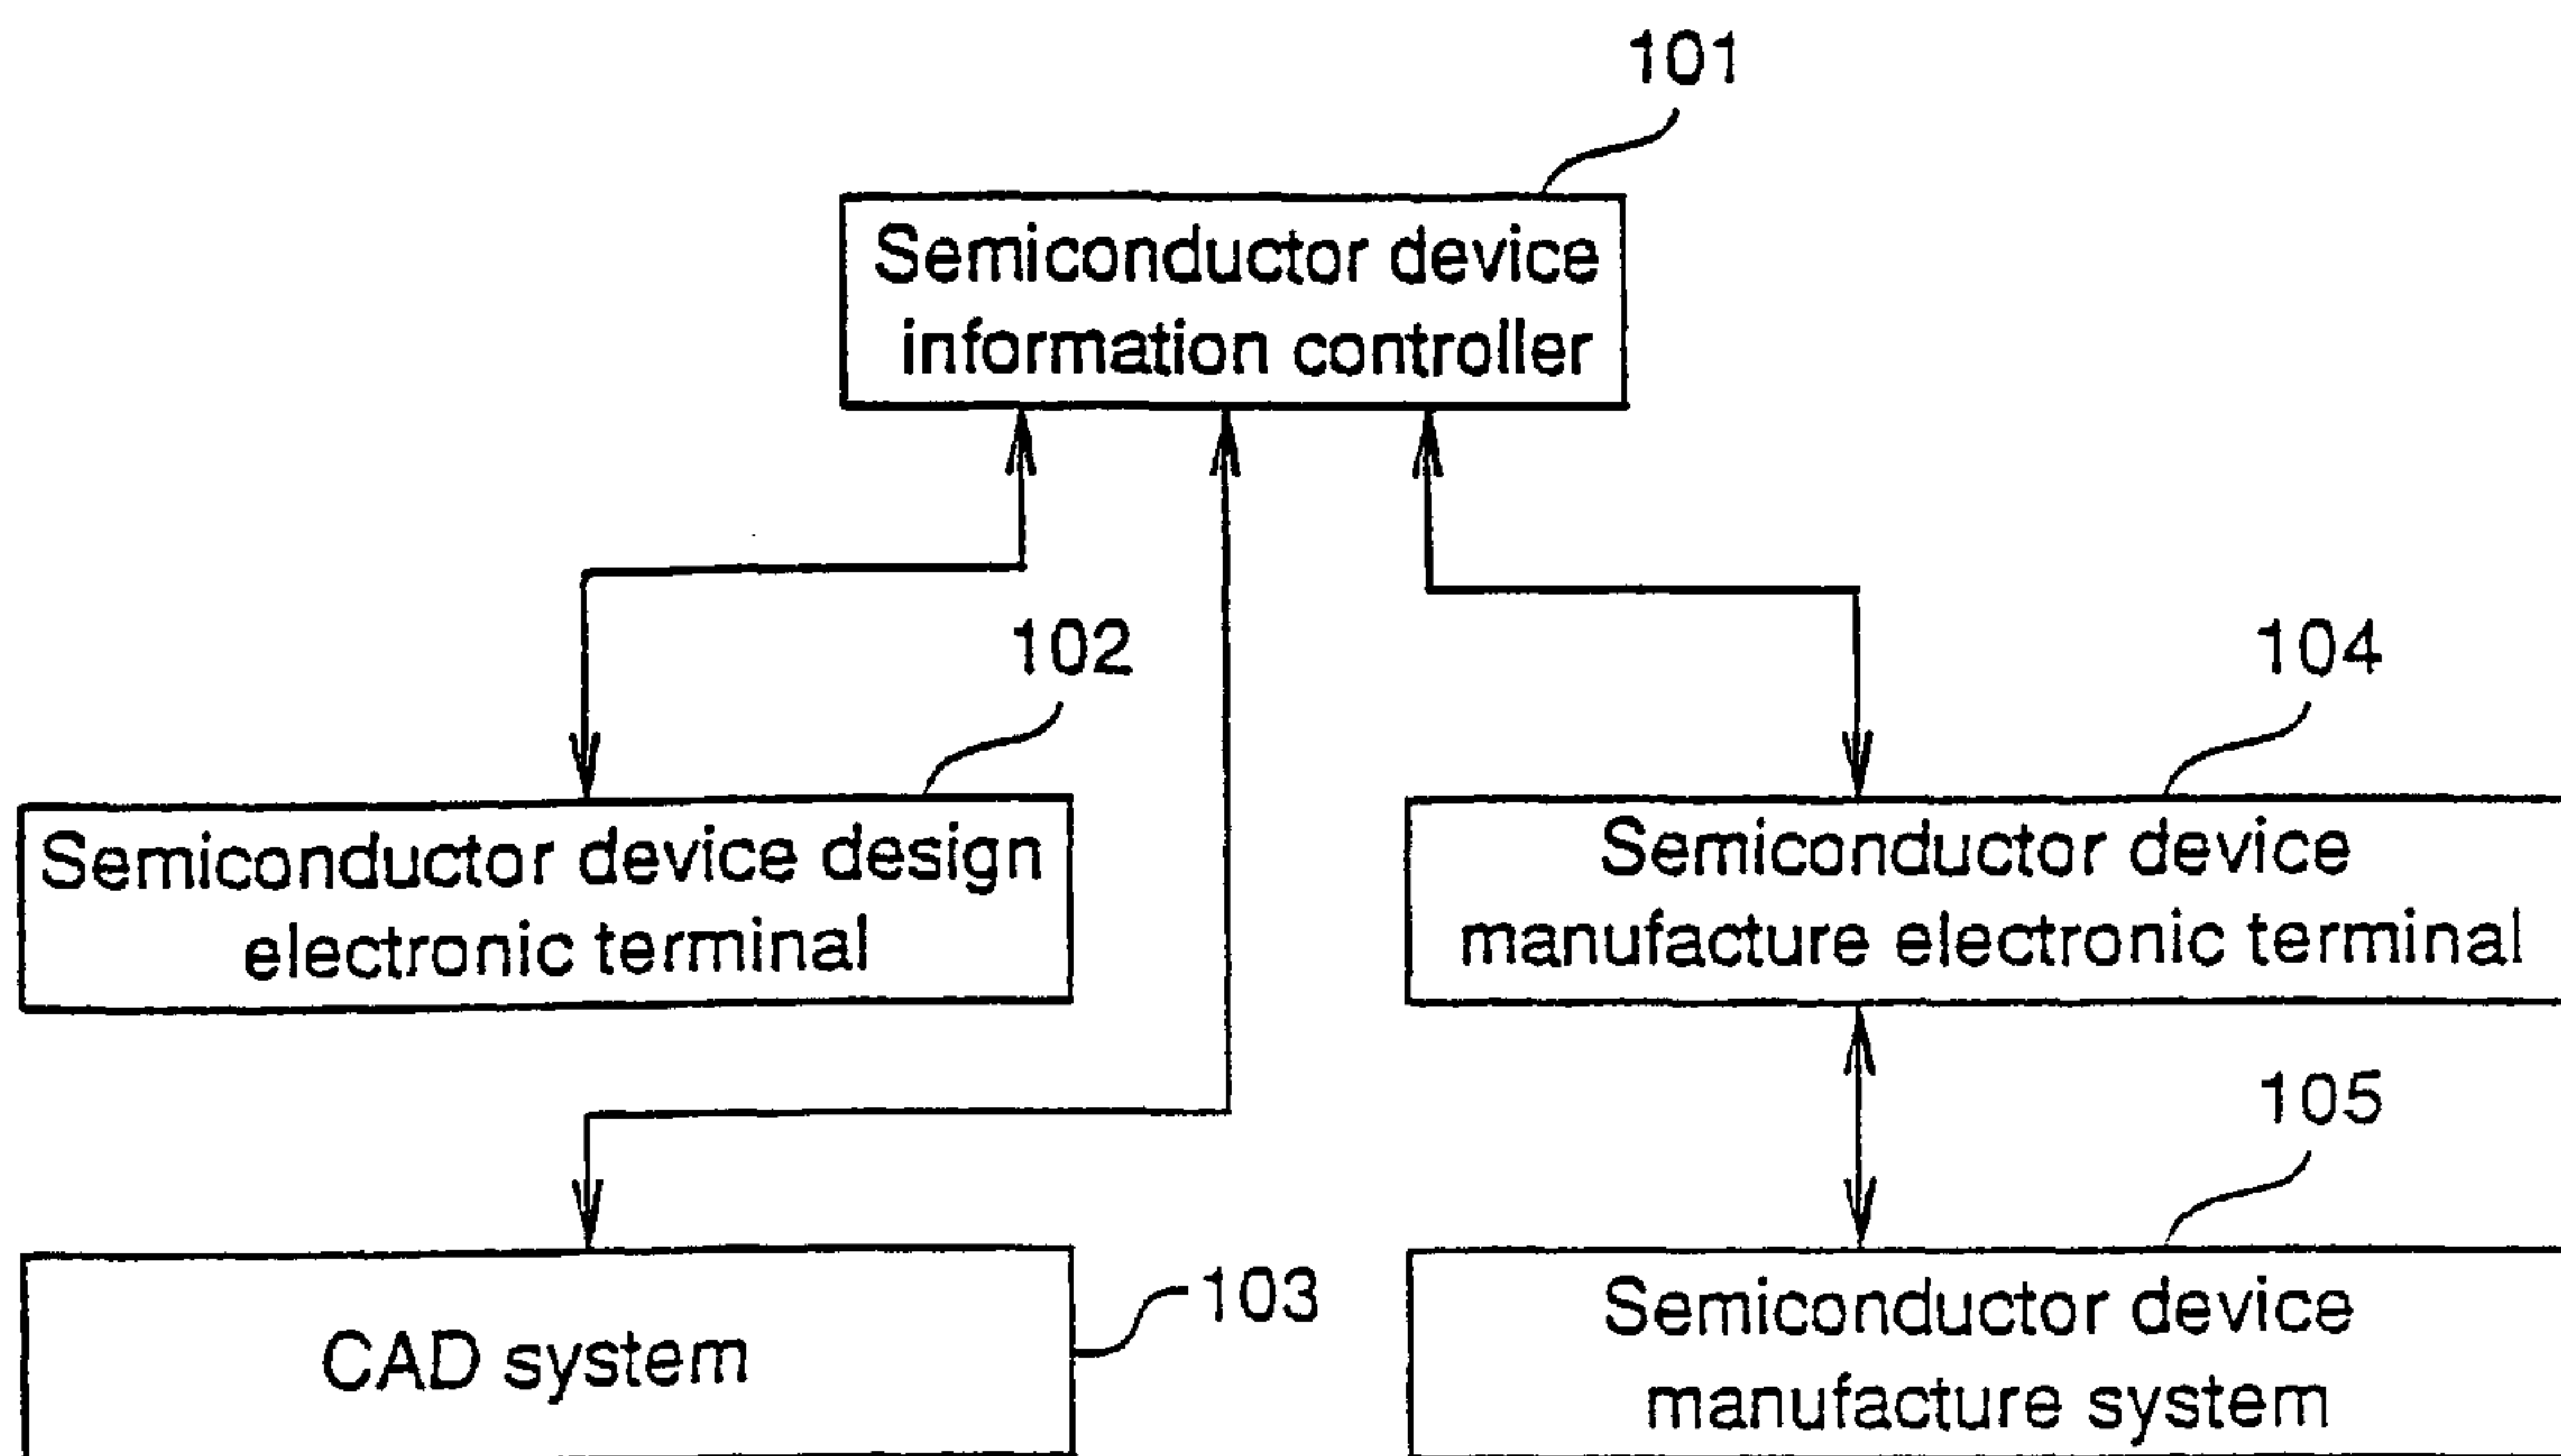 101
Semiconductor device
information controller
102
104
Semiconductor device design
electronic terminal
Semiconductor device
manufacture electronic terminal
105
103
CAD system
Semiconductor device
manufacture system